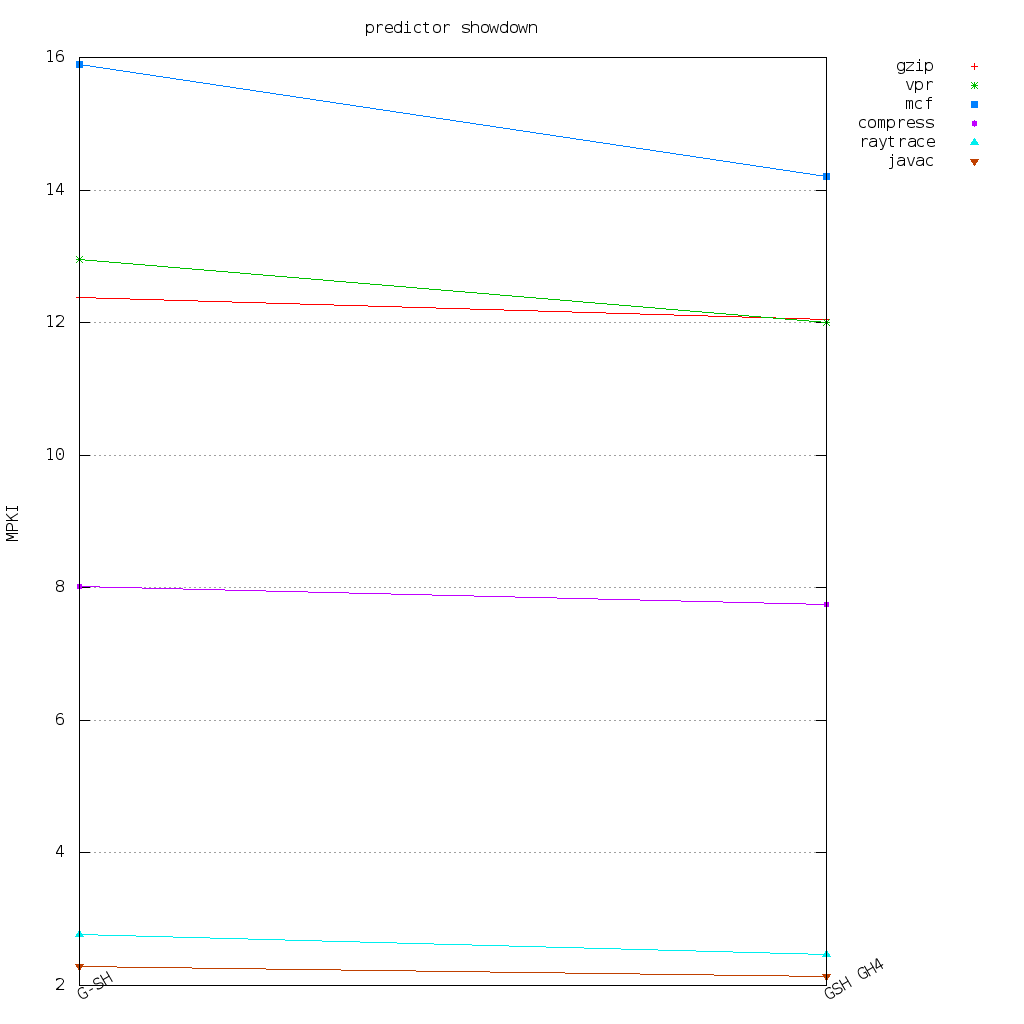 predictor showdown
16
14
12
10
8
6
4
2
MPKI
G-SH
GSH GH4
gzip
vpr
mcf
compress
raytrace
javac